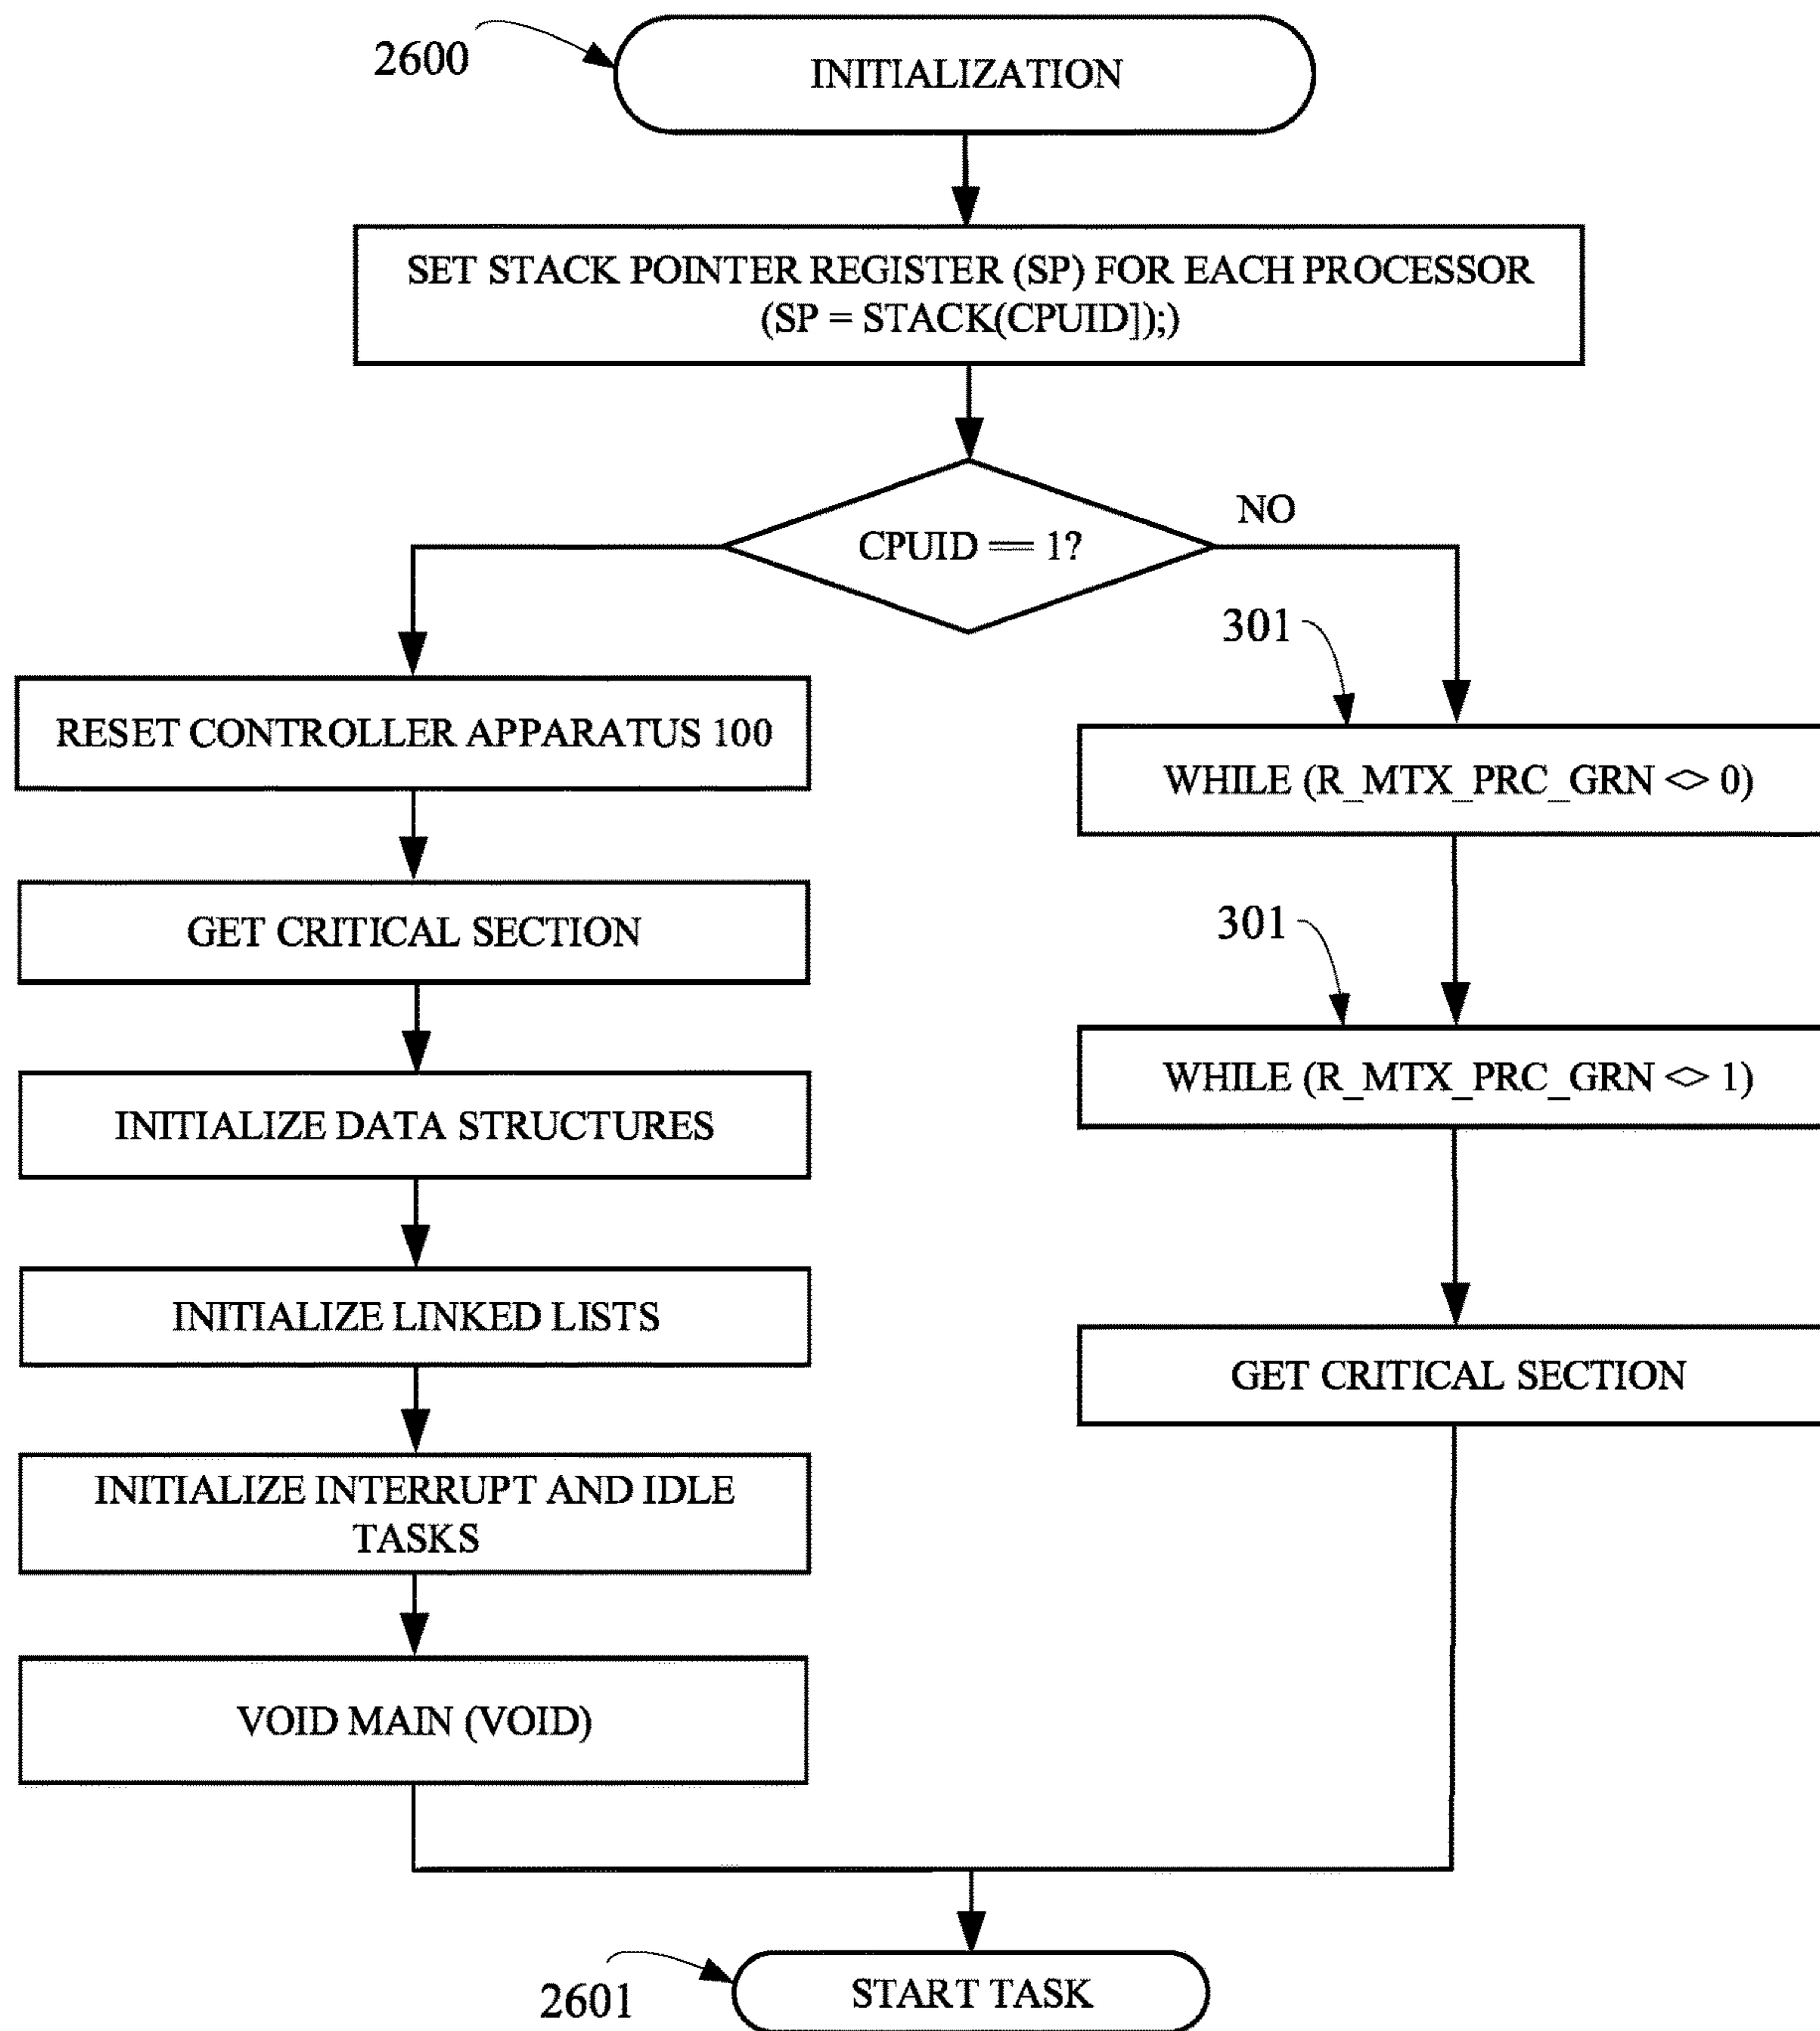 2600
INITIALIZATION
SET STACK POINTER REGISTER (SP) FOR EACH PROCESSOR
(SP = STACK(CPUID]);)
CPUID == 1?
NO
RESET CONTROLLER APPARATUS 100
GET CRITICAL SECTION
INITIALIZE DATA STRUCTURES
INITIALIZE LINKED LISTS
INITIALIZE INTERRUPT AND IDLE
TASKS
VOID MAIN (VOID)
301
WHILE (R_MTX_PRC_GRN <> 0)
301
WHILE (R_MTX_PRC_GRN <> 1)
GET CRITICAL SECTION
2601
START TASK